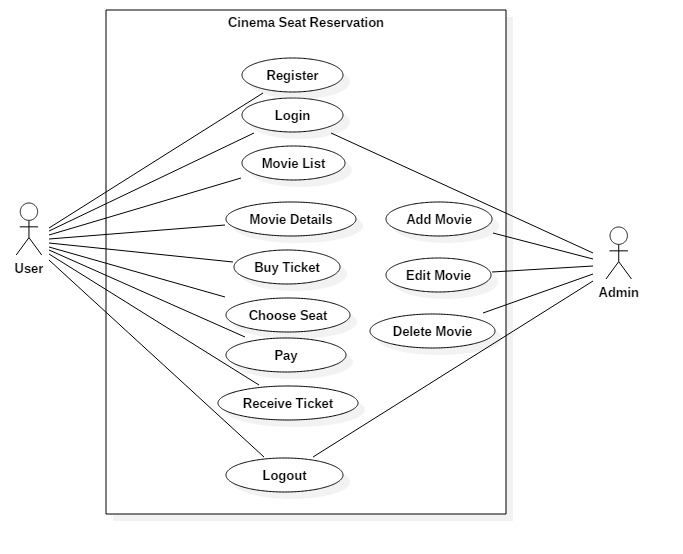 Cinema Seat Reservation
Register
Login
Movie List
Movie Details
Add Movie
Buy Ticket
Edit Movie
Choose Seat
Delete Movie
Pay
Receive Ticket
Logout
User
Admin